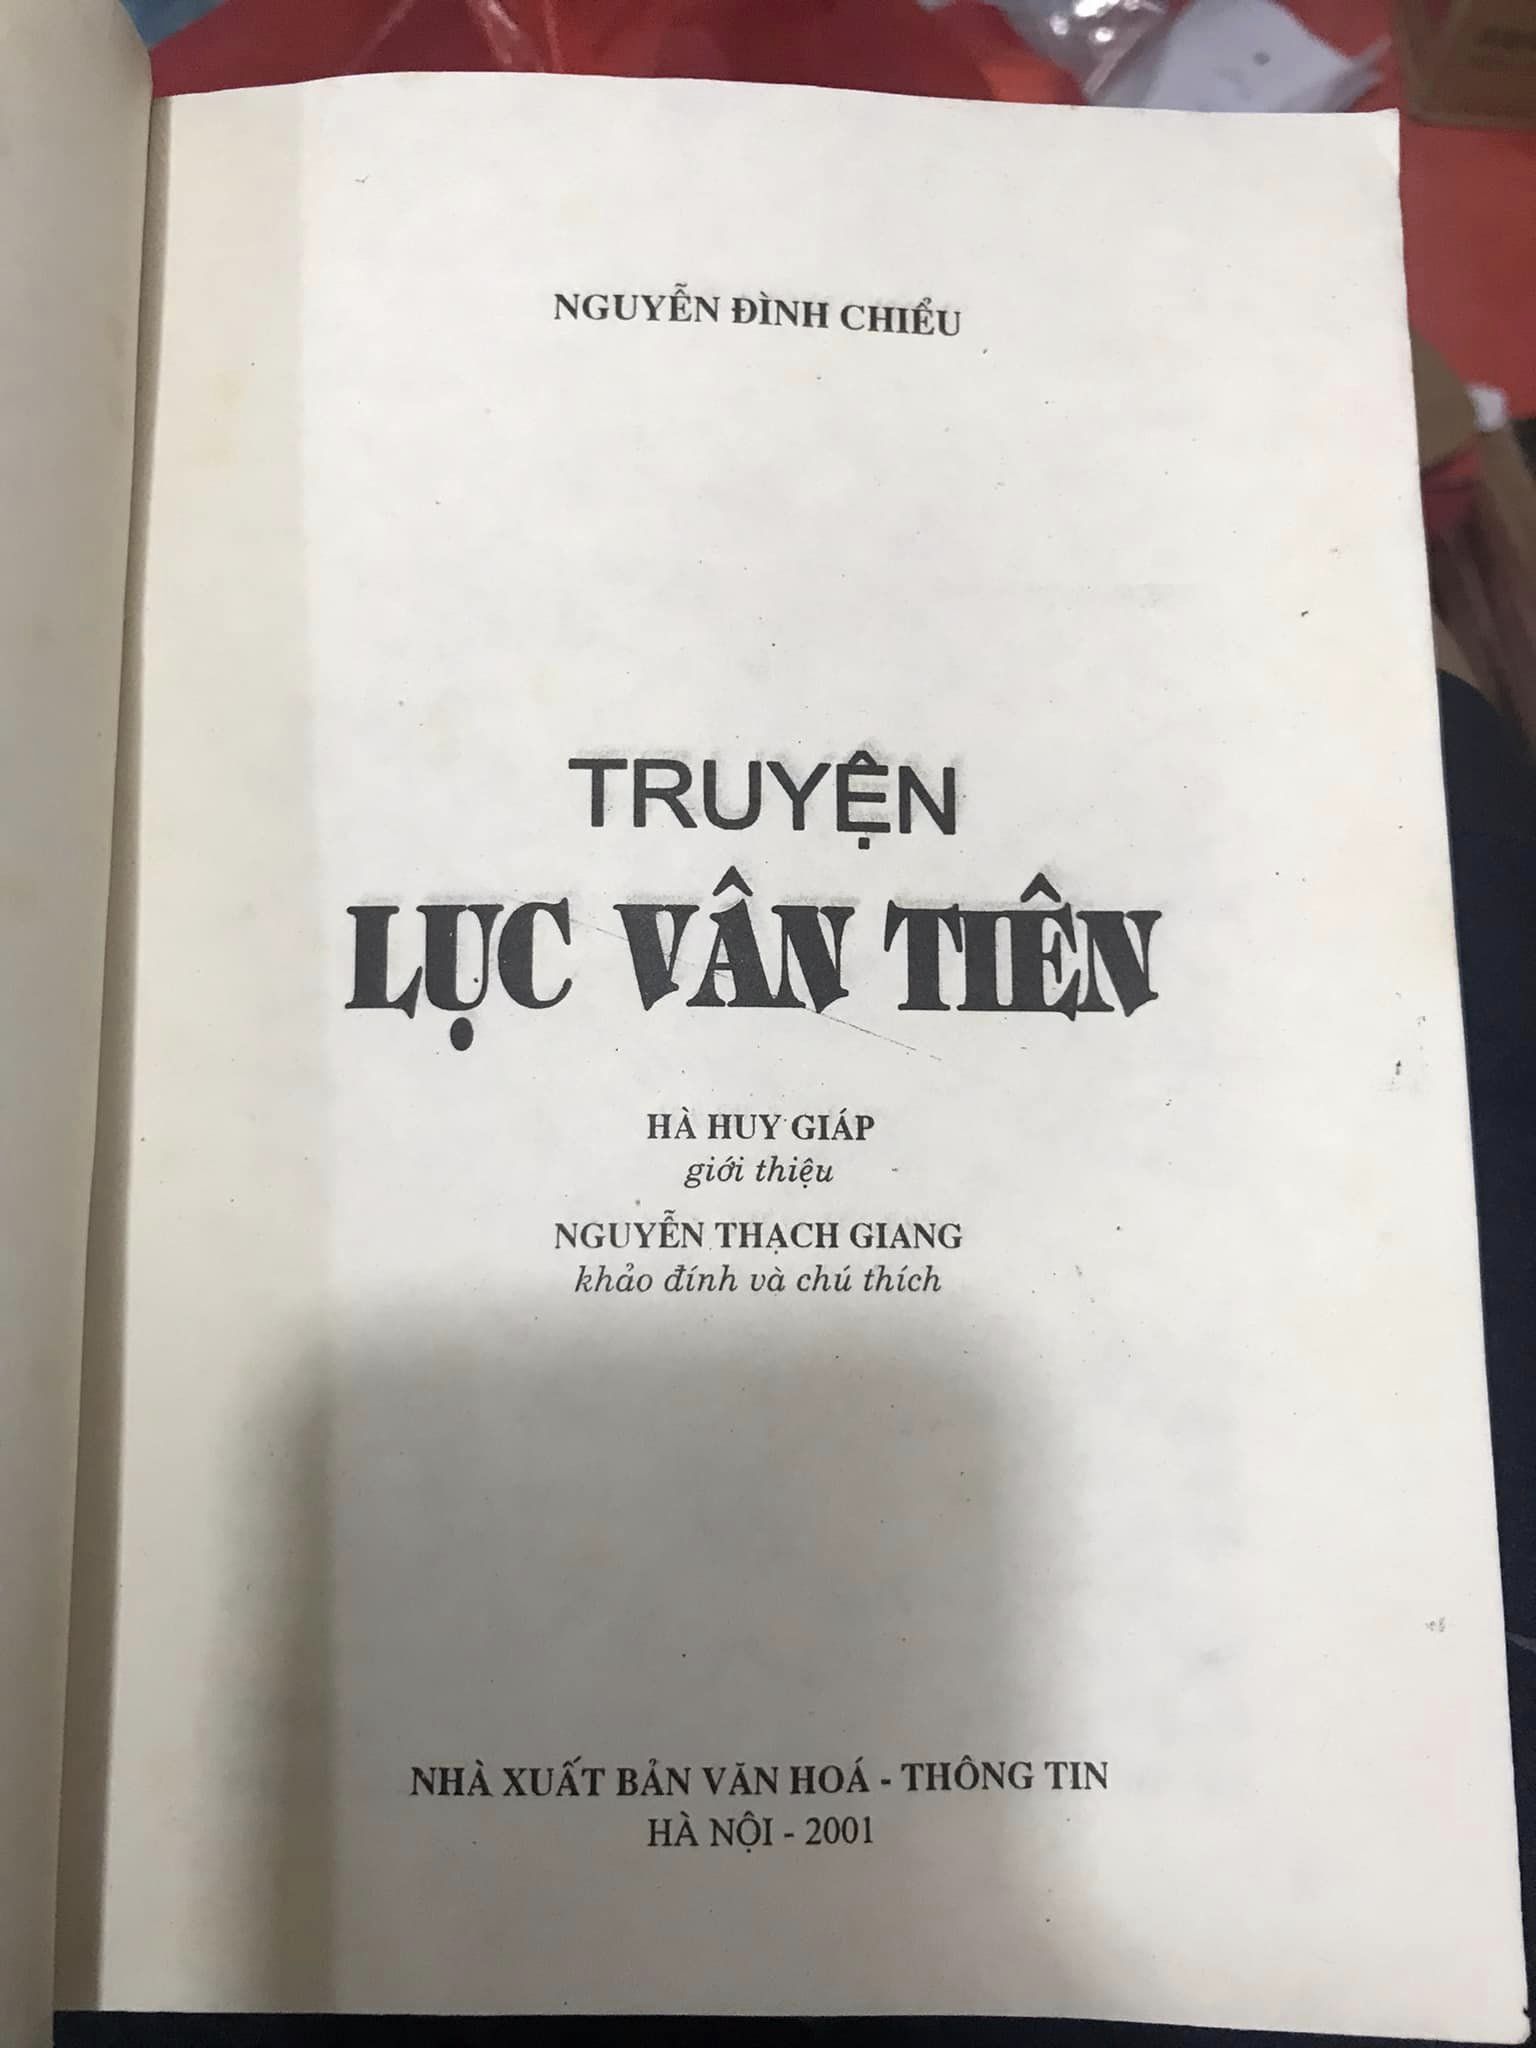 NGUYỄN ĐÌNH CHIỂU
TRUYỆN
LỤC VÂN TIÊN
HÀ HUY GIÁP
giới thiệu
NGUYỄN THẠCH GIANG
khảo đính và chú thích
NHÀ XUẤT BẢN VĂN HOÁ - THÔNG TIN
HÀ NỘI - 2001